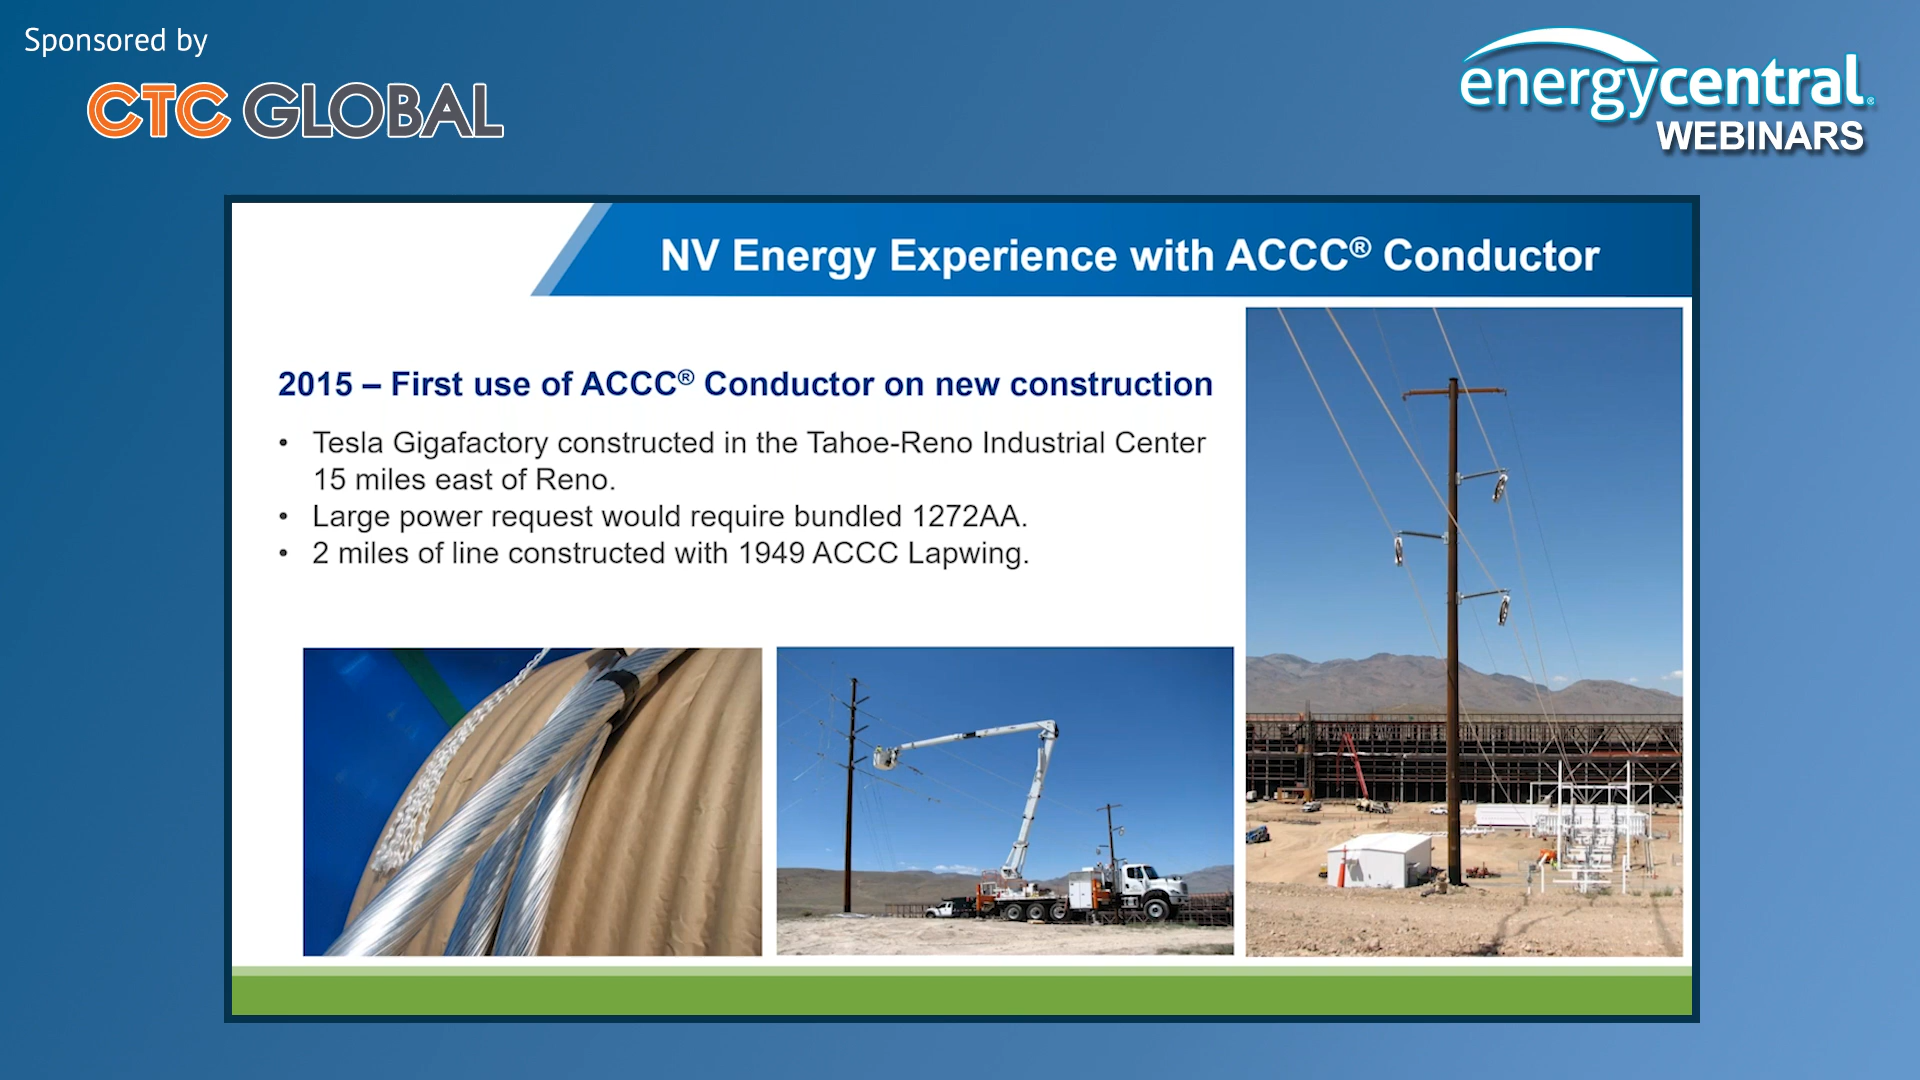 Sponsored by
CTC GLOBAL
energycentral®
WEBINARS
NV Energy Experience with ACCC® Conductor
2015 – First use of ACCC® Conductor on new construction
• Tesla Gigafactory constructed in the Tahoe-Reno Industrial Center
15 miles east of Reno.
• Large power request would require bundled 1272AA.
• 2 miles of line constructed with 1949 ACCC Lapwing.